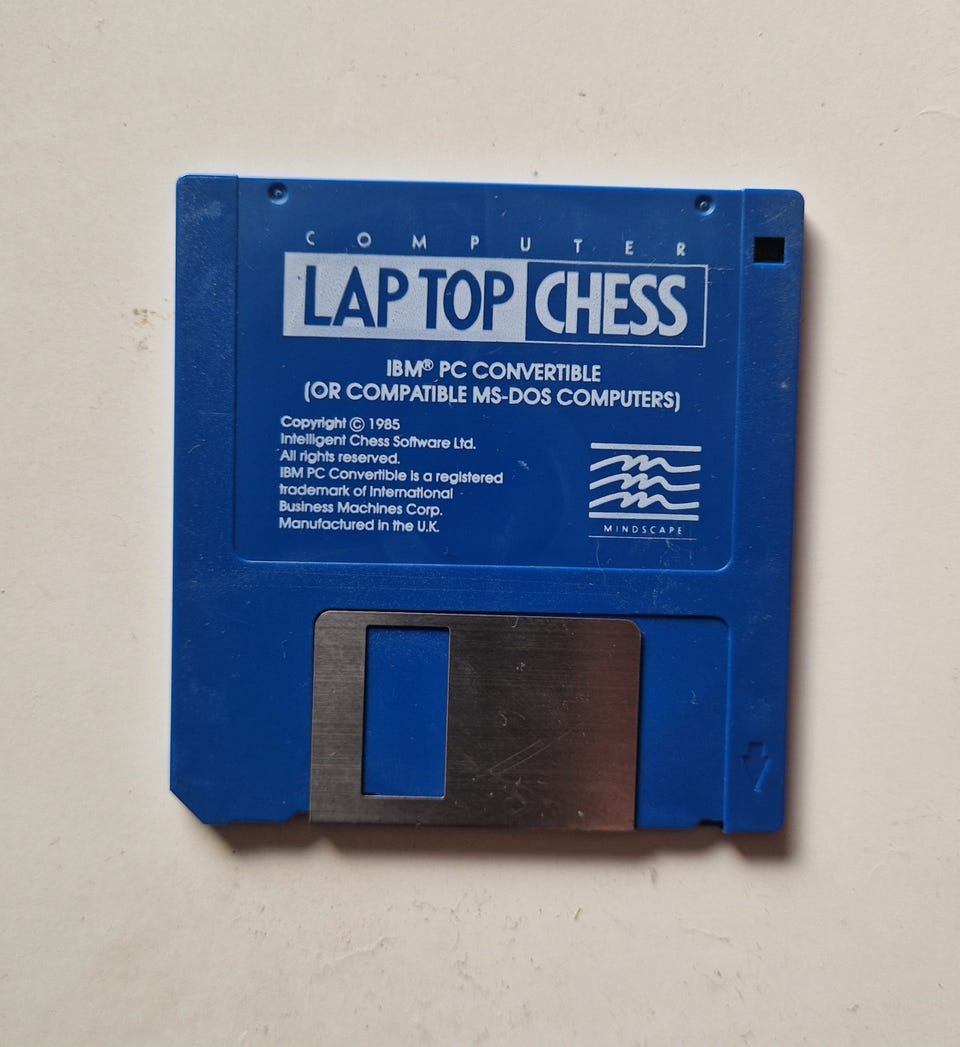 COMPUTER
LAP TOP CHESS
IBM® PC CONVERTIBLE
(OR COMPATIBLE MS-DOS COMPUTERS)
Copyright © 1985
Intelligent Chess Software Ltd.
All rights reserved.
IBM PC Convertible is a registered
trademark of International
Business Machines Corp.
Manufactured in the U.K.
MINDSCAPE